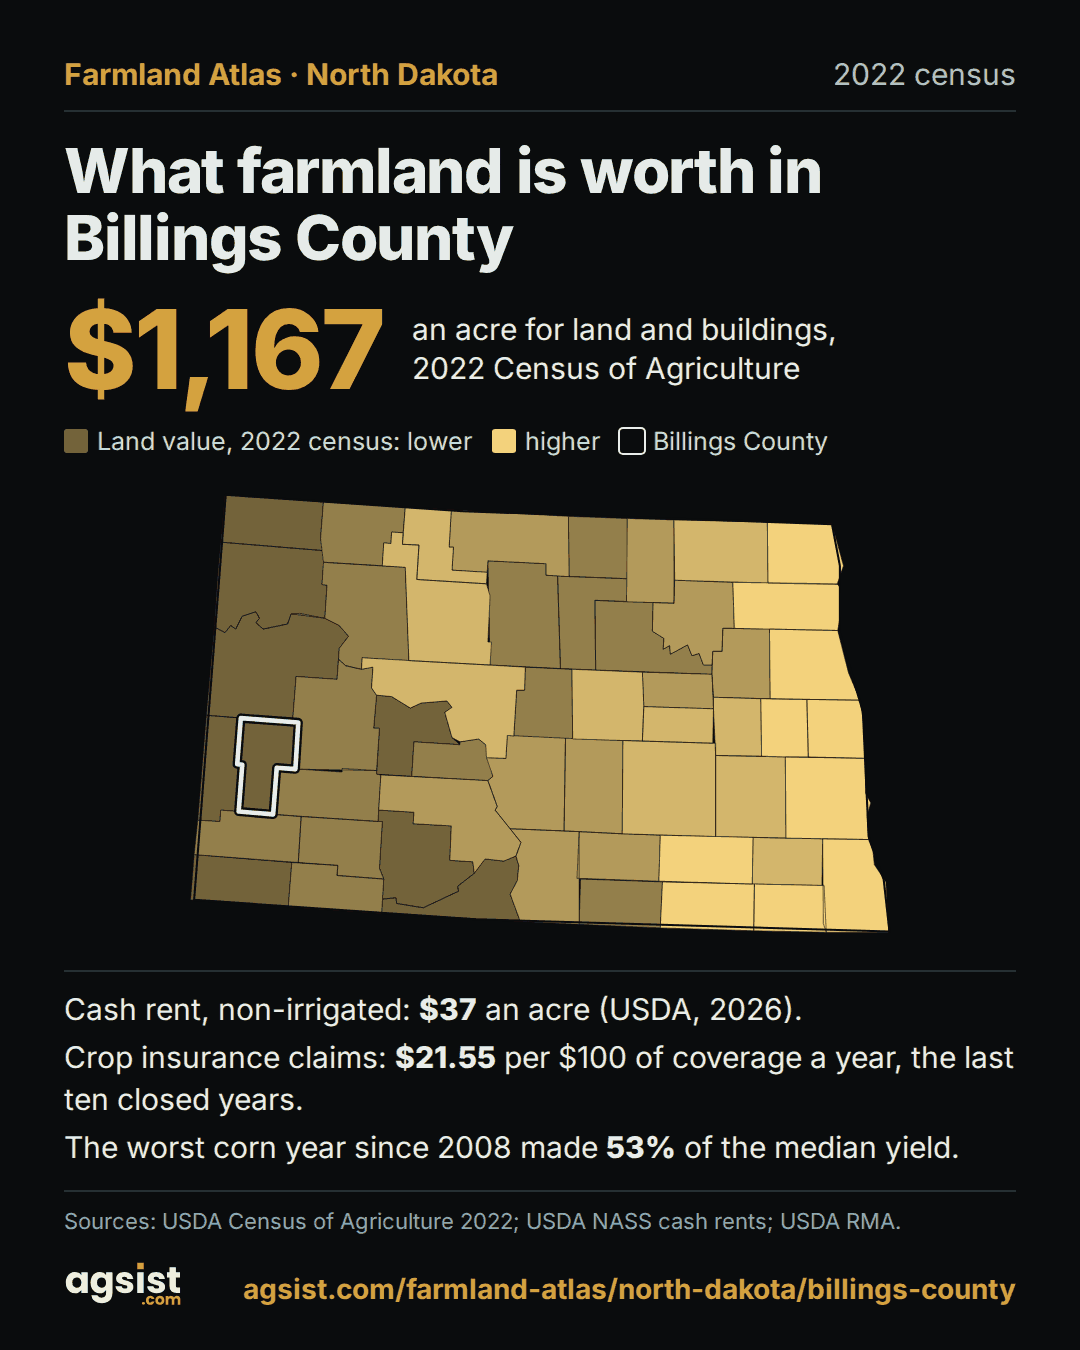 Farmland Atlas · North Dakota
2022 census
What farmland is worth in
Billings County
$1,167
an acre for land and buildings,
2022 Census of Agriculture
Land value, 2022 census: lower
higher
Billings County
Cash rent, non-irrigated: $37 an acre (USDA, 2026).
Crop insurance claims: $21.55 per $100 of coverage a year, the last
ten closed years.
The worst corn year since 2008 made 53% of the median yield.
Sources: USDA Census of Agriculture 2022; USDA NASS cash rents; USDA RMA.
agsist
.com
agsist.com/farmland-atlas/north-dakota/billings-county